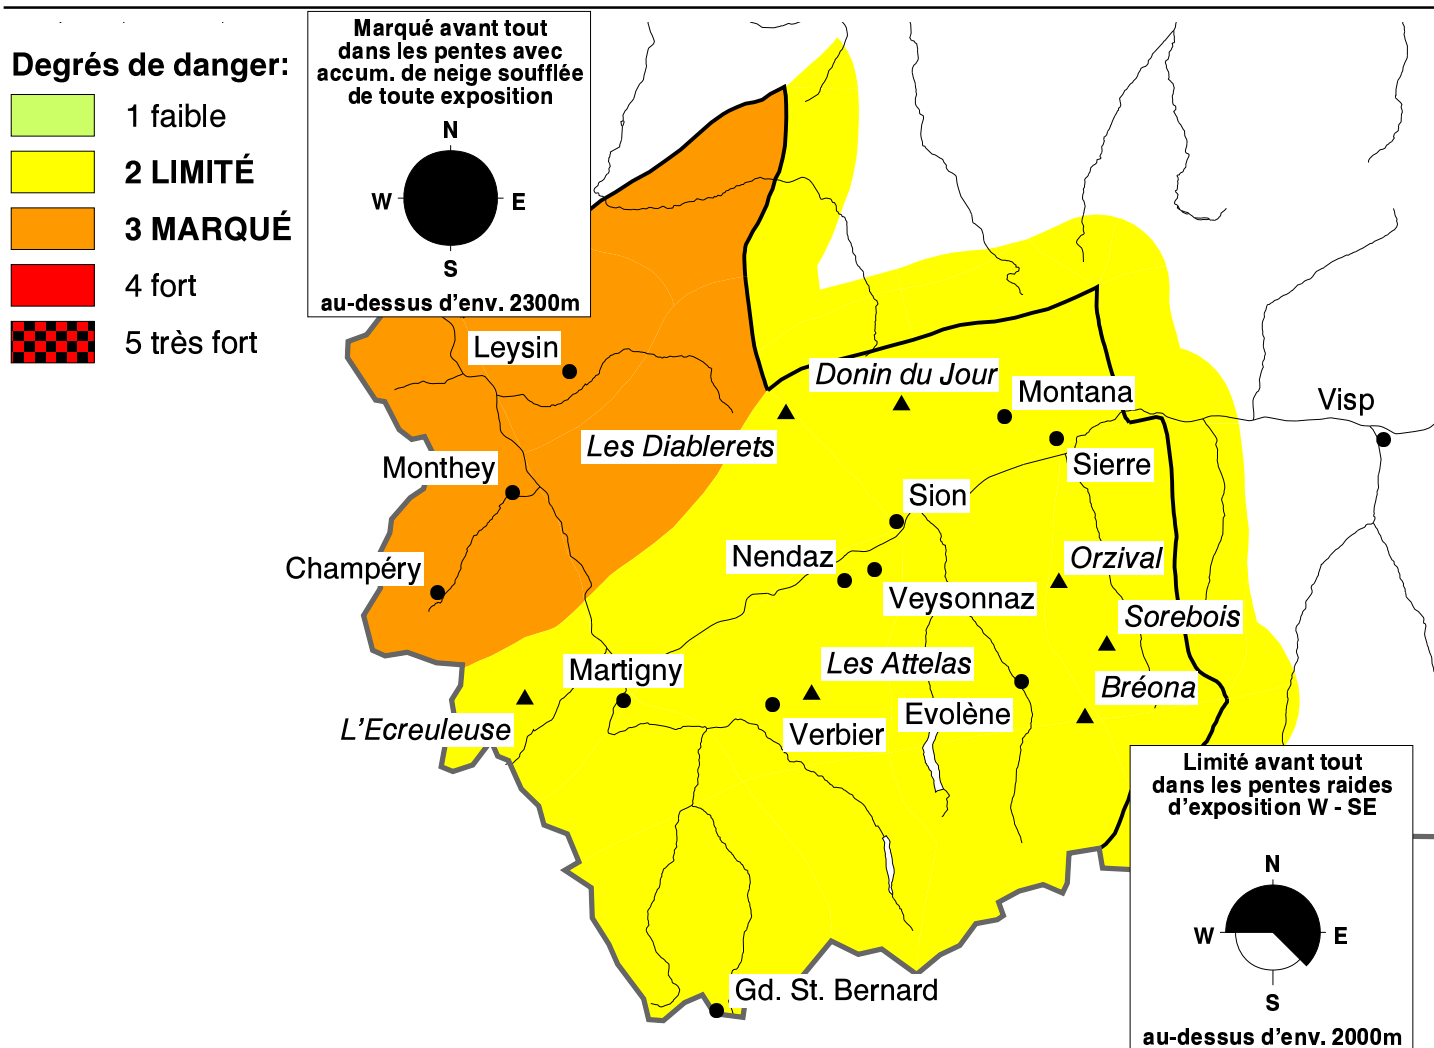 Degrés de danger:
1 faible
2 LIMITÉ
3 MARQUÉ
4 fort
5 très fort
Marqué avant tout
dans les pentes avec
accum. de neige soufflée
de toute exposition
N
W E
S
au-dessus d'env. 2300m
Leysin
Donin du Jour
Montana
Visp
Les Diablerets
Sierre
Monthey
Sion
Nendaz
Orzival
Champéry
Veysonnaz
Sorebois
Martigny
Les Attelas
Bréona
L'Ecreuleuse
Verbier
Evolène
Gd. St. Bernard
Limité avant tout
dans les pentes raides
d'exposition W - SE
N
W E
S
au-dessus d'env. 2000m